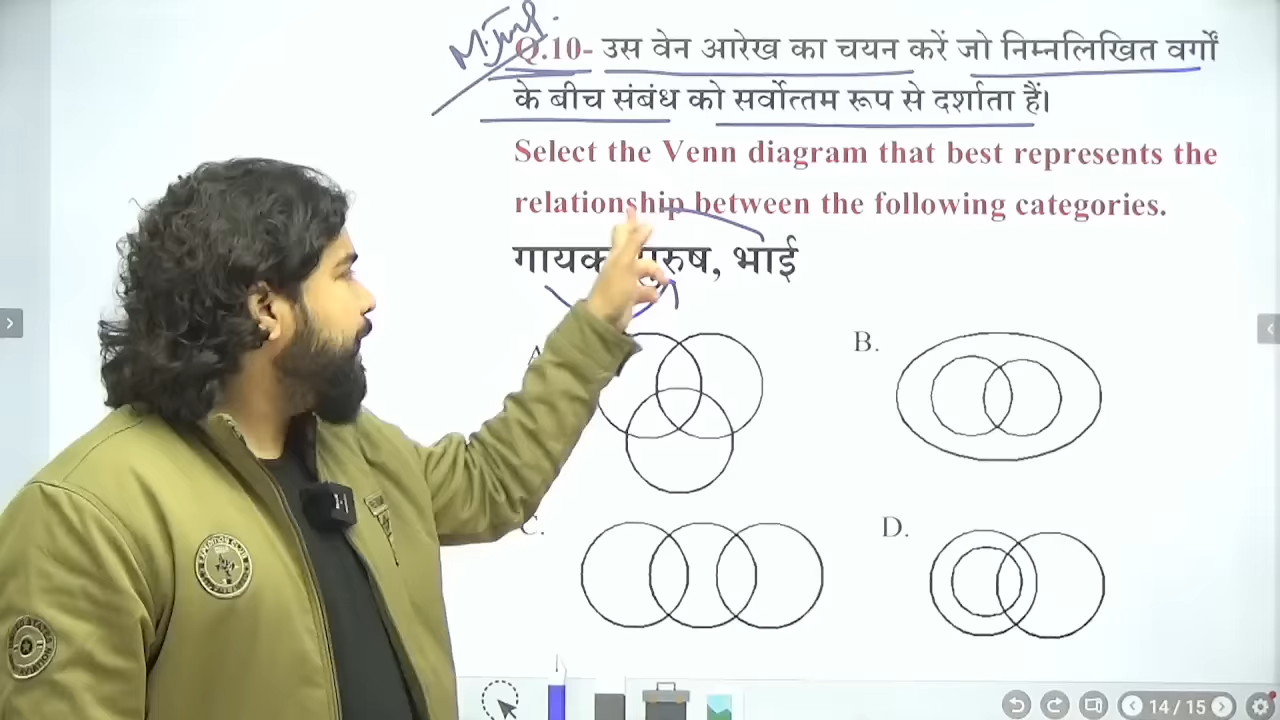 Q.10- उस वेन आरेख का चयन करें जो निम्नलिखित वर्गों
के बीच संबंध को सर्वोत्तम रूप से दर्शाता हैं।
Select the Venn diagram that best represents the
relationship between the following categories.
भाई
B.
C.
D.
14 / 15